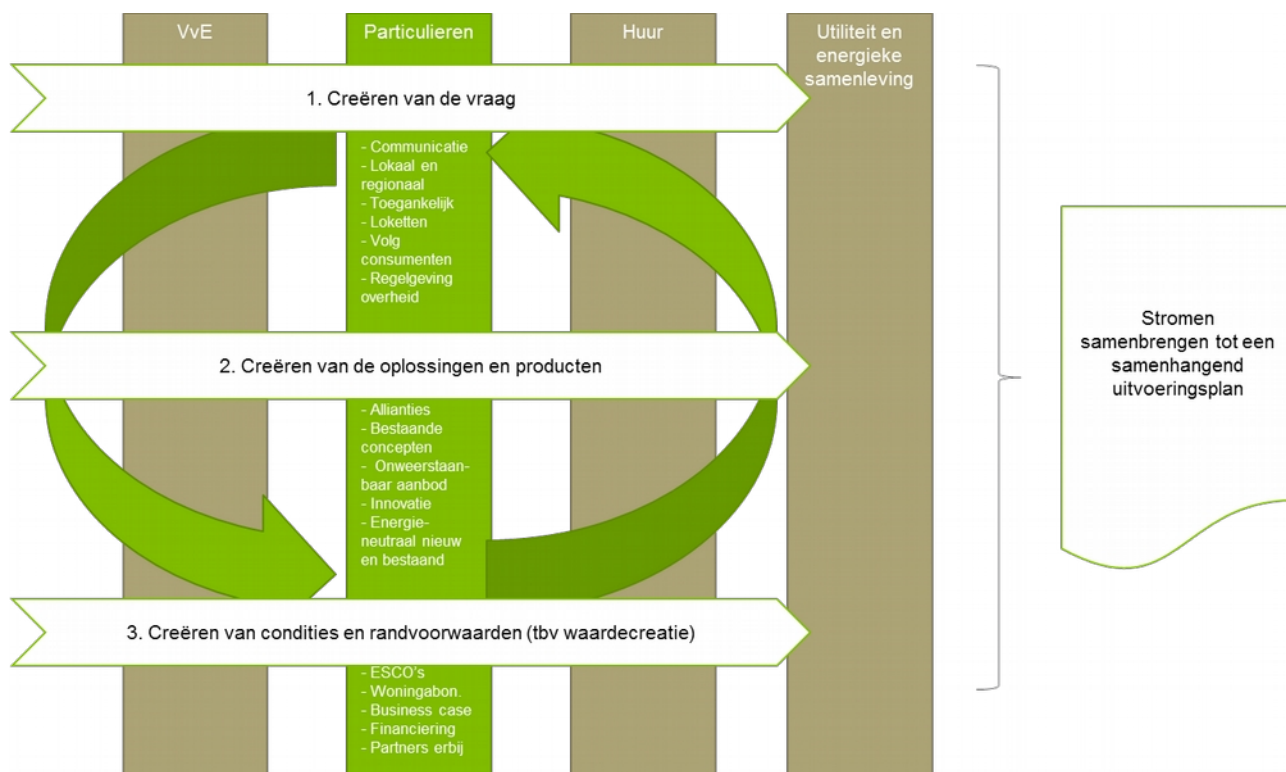 VvE
Particulieren
Huur
Utiliteit en
energieke
samenleving
1. Creëren van de vraag
- Communicatie
- Lokaal en
regionaal
- Toegankelijk
- Loketten
- Volg
consumenten
- Regelgeving
overheid
2. Creëren van de oplossingen en producten
- Allianties
- Bestaande
concepten
- Onweerstaan-
baar aanbod
- Innovatie
- Energie-
neutraal nieuw
en bestaand
3. Creëren van condities en randvoorwaarden (tbv waardecreatie)
- ESCO's
- Woningabon.
- Business case
- Financiering
- Partners erbij
Stromen
samenbrengen tot een
samenhangend
uitvoeringsplan